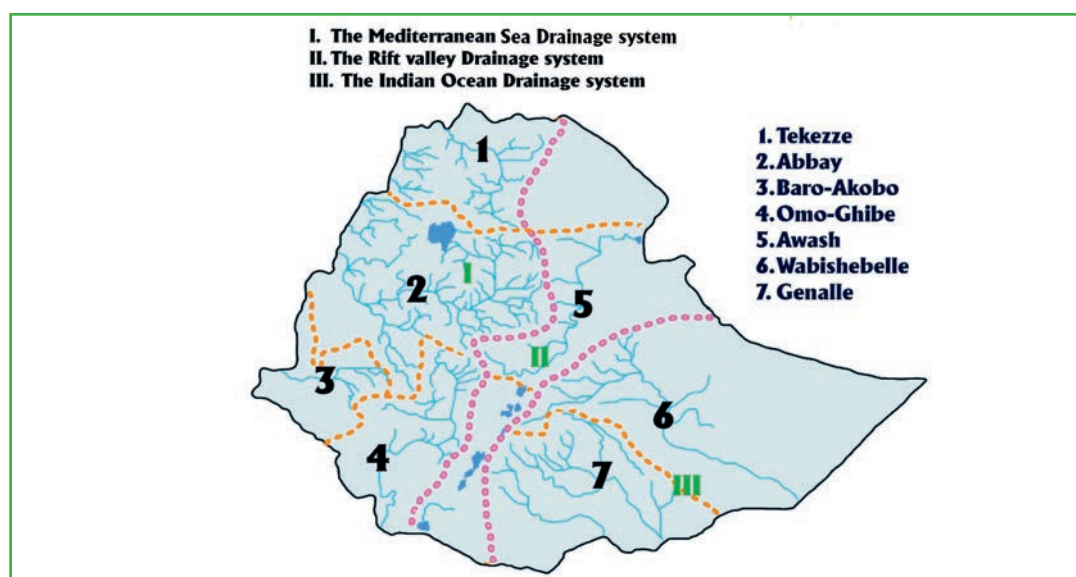 I. The Mediterranean Sea Drainage system
II. The Rift valley Drainage system
III. The Indian Ocean Drainage system
1. Tekezze
2. Abbay
3. Baro-Akobo
4. Omo-Ghibe
5. Awash
6. Wabishebelle
7. Genalle
1
2
I
5
II
3
4
6
7
III